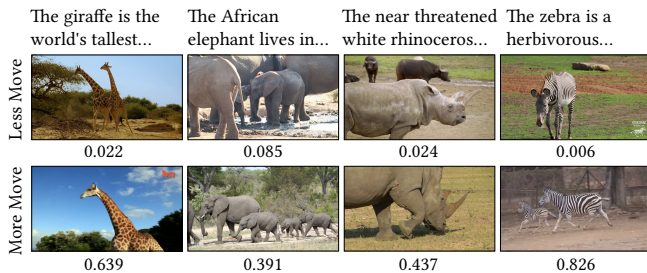 The giraffe is the
world's tallest...
The African
elephant lives in...
The near threatened
white rhinoceros...
The zebra is a
herbivorous...
Less Move
0.022
0.085
0.024
0.006
More Move
0.639
0.391
0.437
0.826